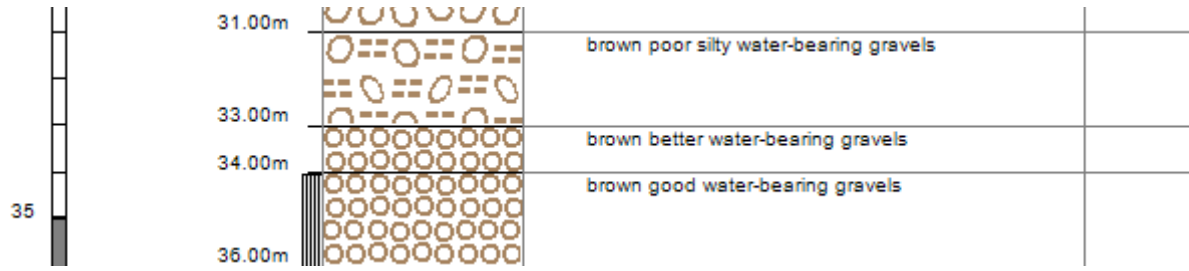 31.00m
brown poor silty water-bearing gravels
33.00m
brown better water-bearing gravels
34.00m
brown good water-bearing gravels
35
36.00m